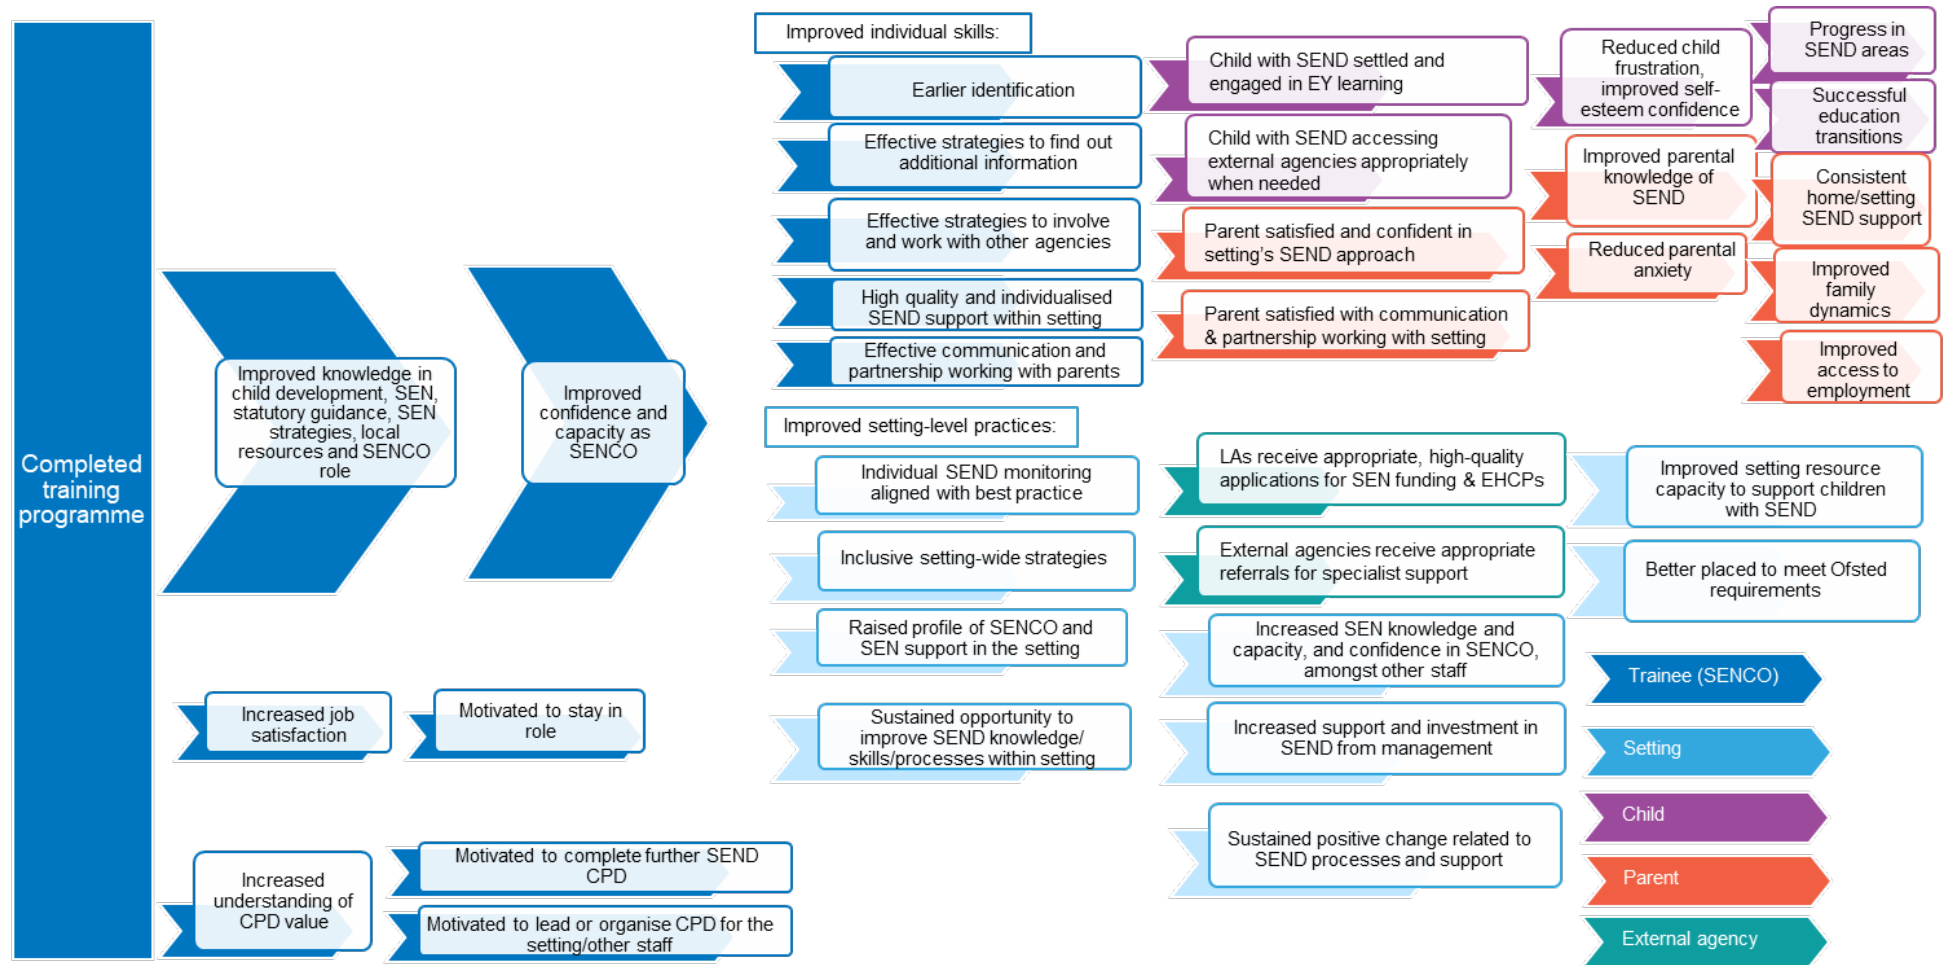 Completed
training
programme
Improved knowledge in
child development, SEN,
statutory guidance, SEN
strategies, local
resources and SENCO
role
Improved
confidence and
capacity as
SENCO
Increased job
satisfaction
Motivated to stay in
role
Increased
understanding of
CPD value
Motivated to complete further SEND
CPD
Motivated to lead or organise CPD for the
setting/other staff
Improved individual skills:
Earlier identification
Effective strategies to find out
additional information
Effective strategies to involve
and work with other agencies
High quality and individualised
SEND support within setting
Effective communication and
partnership working with parents
Improved setting-level practices:
Individual SEND monitoring
aligned with best practice
Inclusive setting-wide strategies
Raised profile of SENCO and
SEN support in the setting
Sustained opportunity to
improve SEND knowledge/
skills/processes within setting
Child with SEND settled and
engaged in EY learning
Child with SEND accessing
external agencies appropriately
when needed
Parent satisfied and confident in
setting's SEND approach
Parent satisfied with communication
& partnership working with setting
LAs receive appropriate, high-quality
applications for SEN funding & EHCPs
External agencies receive appropriate
referrals for specialist support
Increased SEN knowledge and
capacity, and confidence in SENCO,
amongst other staff
Increased support and investment in
SEND from management
Sustained positive change related to
SEND processes and support
Reduced child
frustration,
improved self-
esteem confidence
Improved parental
knowledge of
SEND
Reduced parental
anxiety
Progress in
SEND areas
Successful
education
transitions
Consistent
home/setting
SEND support
Improved
family
dynamics
Improved
access to
employment
Improved setting resource
capacity to support children
with SEND
Better placed to meet Ofsted
requirements
Trainee (SENCO)
Setting
Child
Parent
External agency